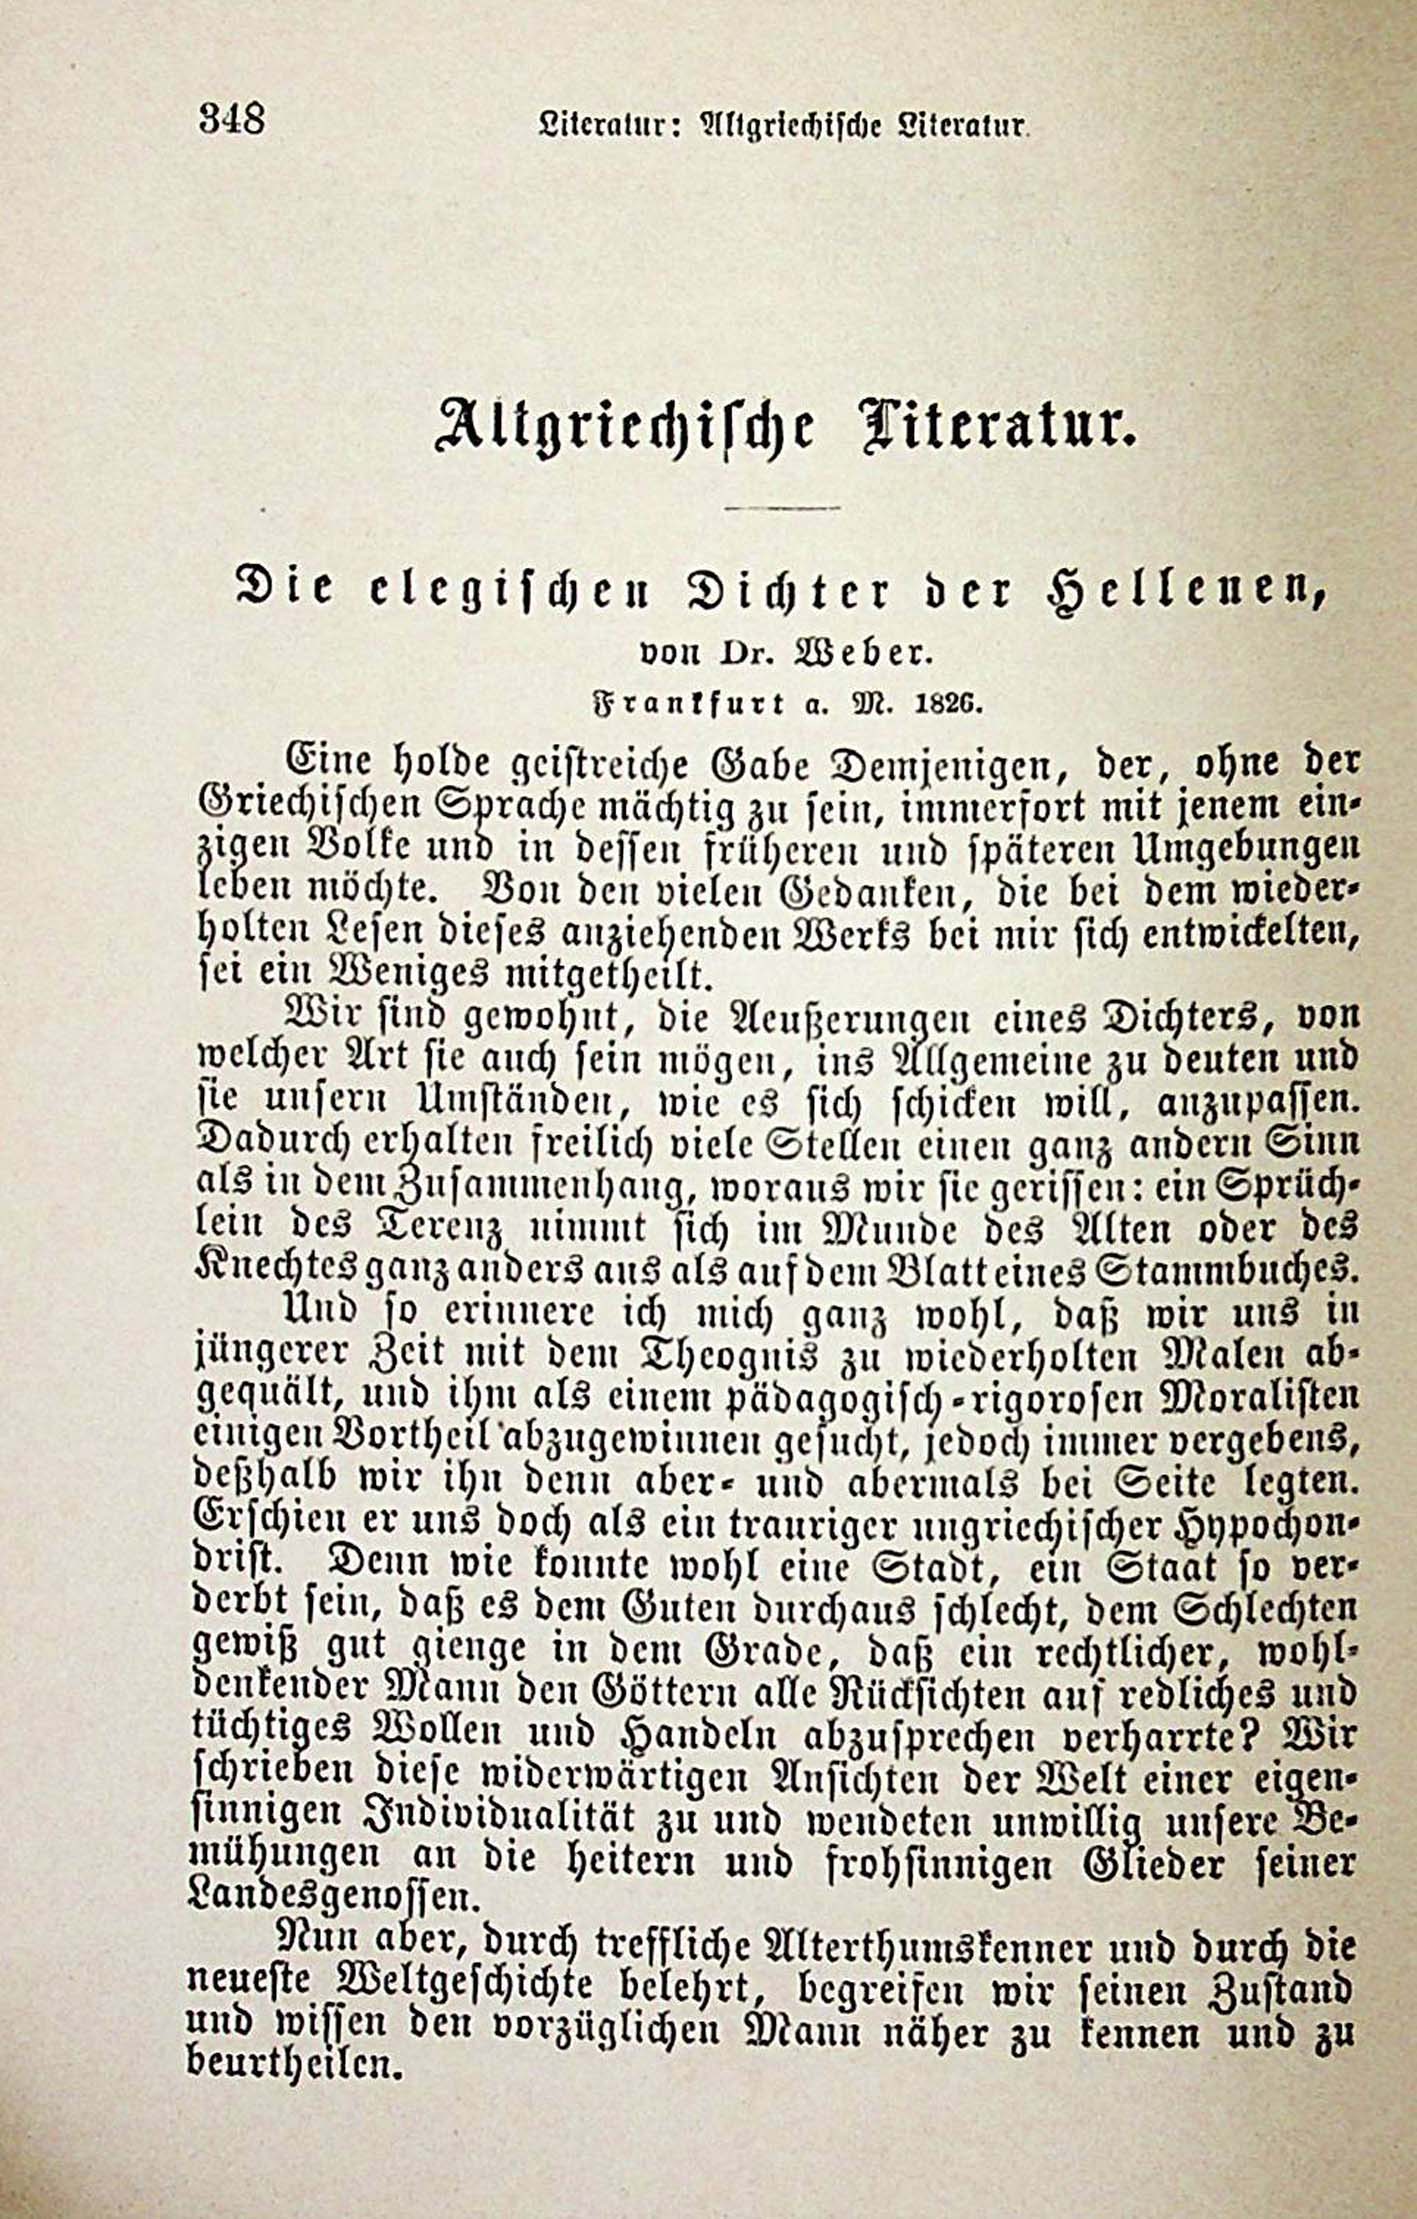 348
Literatur: Altgriechische Literatur.
Altgriechische Literatur.
Die elegischen Dichter der Hellenen,
von Dr. Weber.
Frankfurt a. M. 1826.
Eine holde geistreiche Gabe Demjenigen, der, ohne der
Griechischen Sprache mächtig zu sein, immerfort mit jenem ein-
zigen Volke und in dessen früheren und späteren Umgebungen
leben möchte. Von den vielen Gedanken, die bei dem wieder-
holten Lesen dieses anziehenden Werks bei mir sich entwickelten,
sei ein Weniges mitgetheilt.
Wir sind gewohnt, die Aeußerungen eines Dichters, von
welcher Art sie auch sein mögen, ins Allgemeine zu deuten und
sie unsern Umständen, wie es sich schicken will, anzupassen.
Dadurch erhalten freilich viele Stellen einen ganz andern Sinn
als in dem Zusammenhang, woraus wir sie gerissen: ein Sprüch-
lein des Terenz nimmt sich im Munde des Alten oder des
Knechtes ganz anders aus als auf dem Blatt eines Stammbuches.
Und so erinnere ich mich ganz wohl, daß wir uns in
jüngerer Zeit mit dem Theognis zu wiederholten Malen ab-
gequält, und ihm als einem pädagogisch-rigorosen Moralisten
einigen Vortheil abzugewinnen gesucht, jedoch immer vergebens,
deßhalb wir ihn denn aber- und abermals bei Seite legten.
Erschien er uns doch als ein trauriger ungriechischer Hypochon-
drist. Denn wie konnte wohl eine Stadt, ein Staat so ver-
derbt sein, daß es dem Guten durchaus schlecht, dem Schlechten
gewiß gut gienge in dem Grade, daß ein rechtlicher, wohl-
denkender Mann den Göttern alle Rücksichten auf redliches und
tüchtiges Wollen und Handeln abzusprechen verharrte? Wir
schrieben diese widerwärtigen Ansichten der Welt einer eigen-
sinnigen Individualität zu und wendeten unwillig unsere Be-
mühungen an die heitern und frohsinnigen Glieder seiner
Landesgenossen.
Nun aber, durch treffliche Alterthumskenner und durch die
neueste Weltgeschichte belehrt, begreifen wir seinen Zustand
und wissen den vorzüglichen Mann näher zu kennen und zu
beurtheilen.